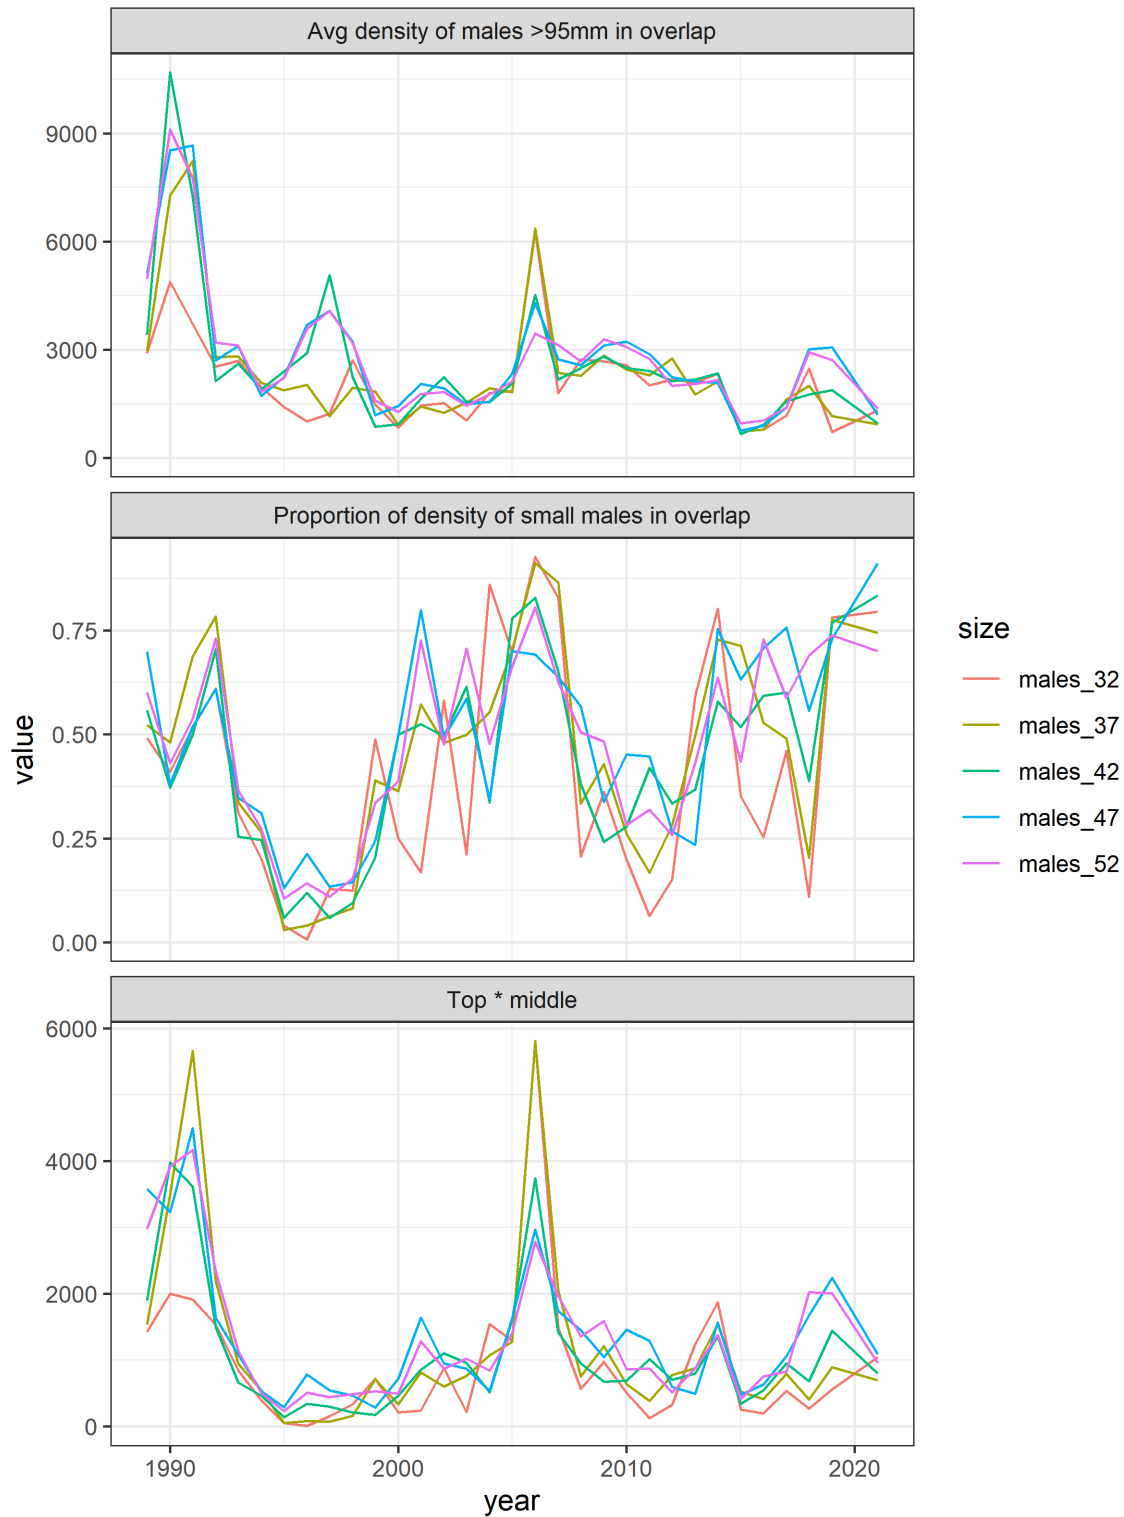 Avg density of males >95mm in overlap
9000
6000
3000
0
Proportion of density of small males in overlap
0.75
0.50
0.25
0.00
Top * middle
6000
4000
2000
0
1990 2000 2010 2020
year
value
size
males_32
males_37
males_42
males_47
males_52